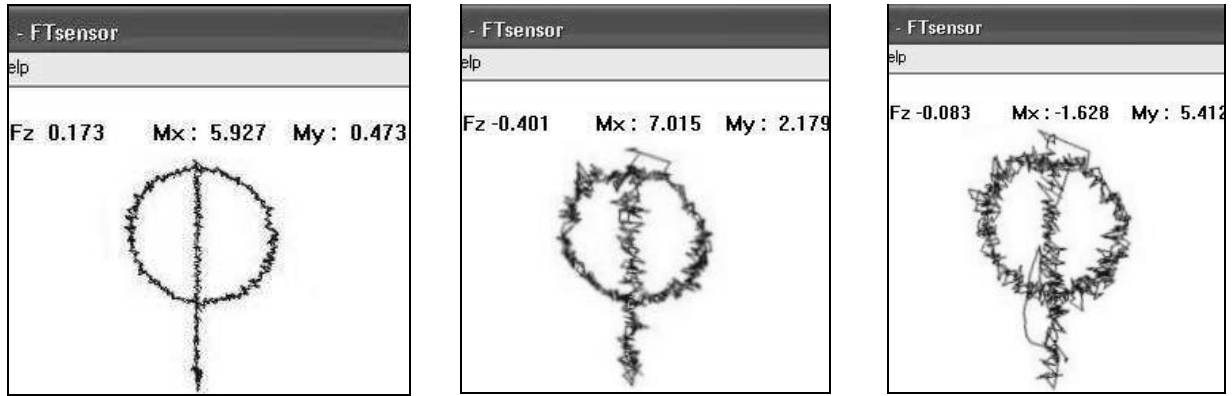 - FTsensor
elp
Fz 0.173 Mx: 5.927 My: 0.473
- FTsensor
elp
Fz -0.401 Mx: 7.015 My: 2.179
- FTsensor
elp
Fz -0.083 Mx:-1.628 My: 5.412